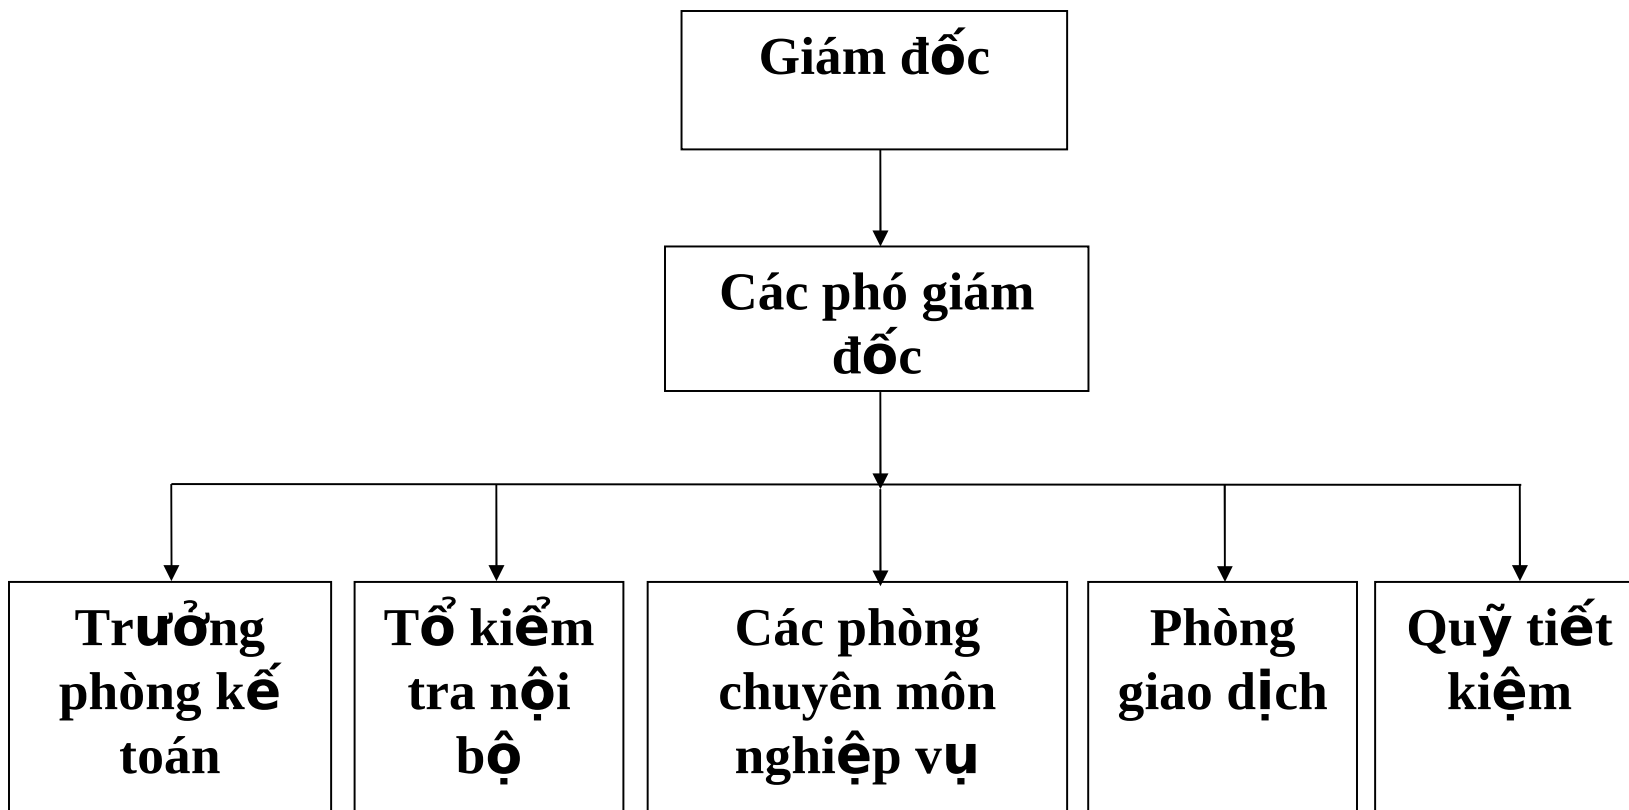 Giám đốc
Các phó giám
đốc
Trưởng
phòng kế
toán
Tổ kiểm
tra nội
bộ
Các phòng
chuyên môn
nghiệp vụ
Phòng
giao dịch
Quỹ tiết
kiệm